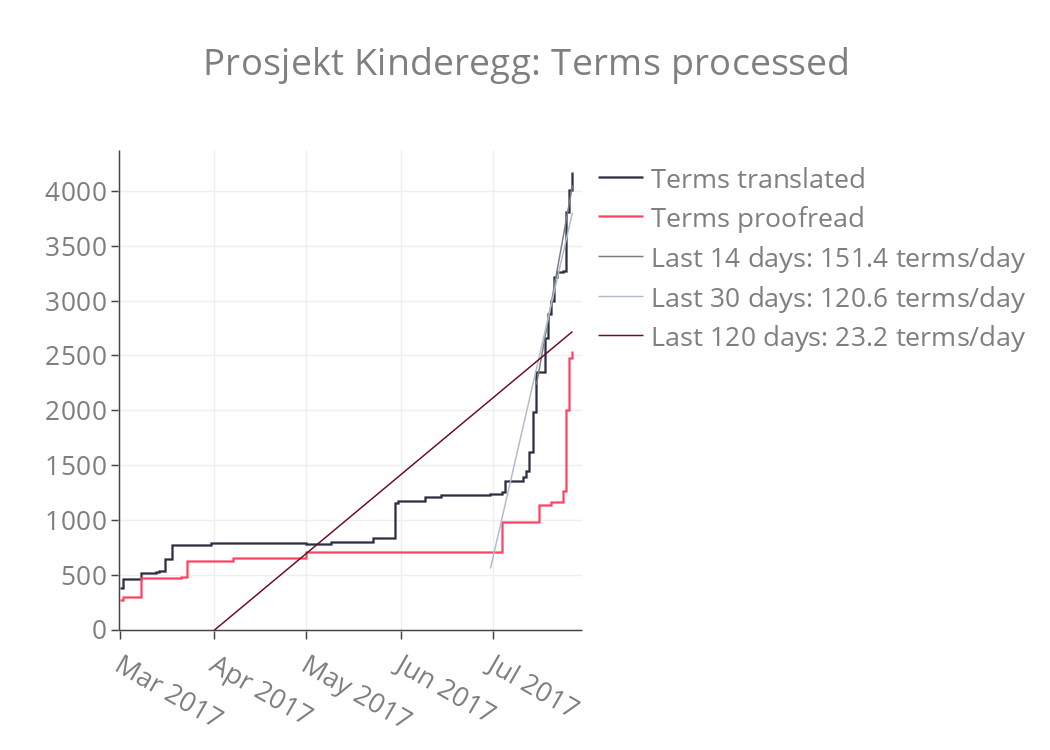 Prosjekt Kinderegg: Terms processed
Terms translated
Terms proofread
Last 14 days: 151.4 terms/day
Last 30 days: 120.6 terms/day
Last 120 days: 23.2 terms/day
4000
3500
3000
2500
2000
1500
1000
500
0
Mar 2017
Apr 2017
May 2017
Jun 2017
Jul 2017